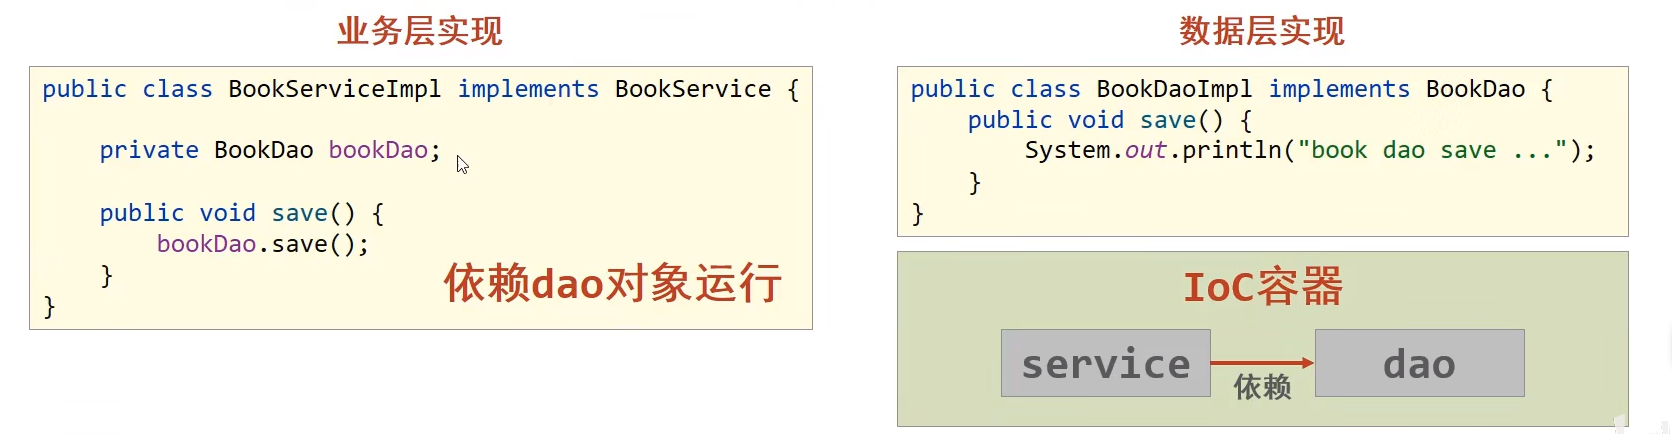 业务层实现
public class BookServiceImpl implements BookService {
    private BookDao bookDao;
    public void save() {
        bookDao.save();
    }
}
依赖dao对象运行
数据层实现
public class BookDaoImpl implements BookDao {
    public void save() {
        System.out.println("book dao save ...");
    }
}
IoC容器
service
依赖
dao